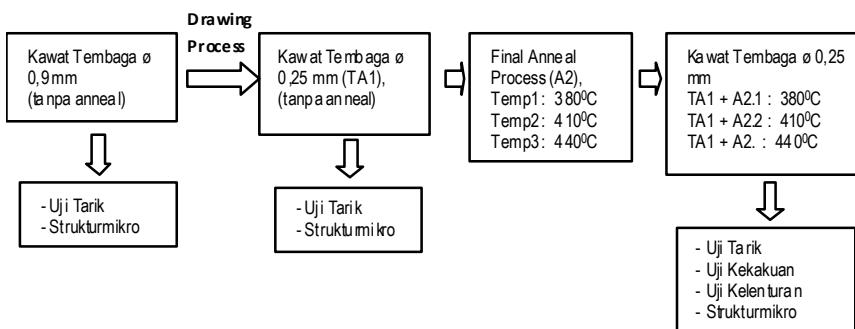 Drawing
Process
Kawat Tembaga ø
0,9 mm
(tanpa anneal)
Kawat Tembaga ø
0,25 mm (TA1),
(tanpa anneal)
Final Anneal
Process (A2),
Temp1: 380⁰C
Temp2: 410⁰C
Temp3: 440⁰C
Kawat Tembaga ø 0,25
mm
TA1 + A2.1 : 380⁰C
TA1 + A2.2 : 410⁰C
TA1 + A2. : 440⁰C
- Uji Tarik
- Strukturmikro
- Uji Tarik
- Strukturmikro
- Uji Tarik
- Uji Kekakuan
- Uji Kelenturan
- Strukturmikro